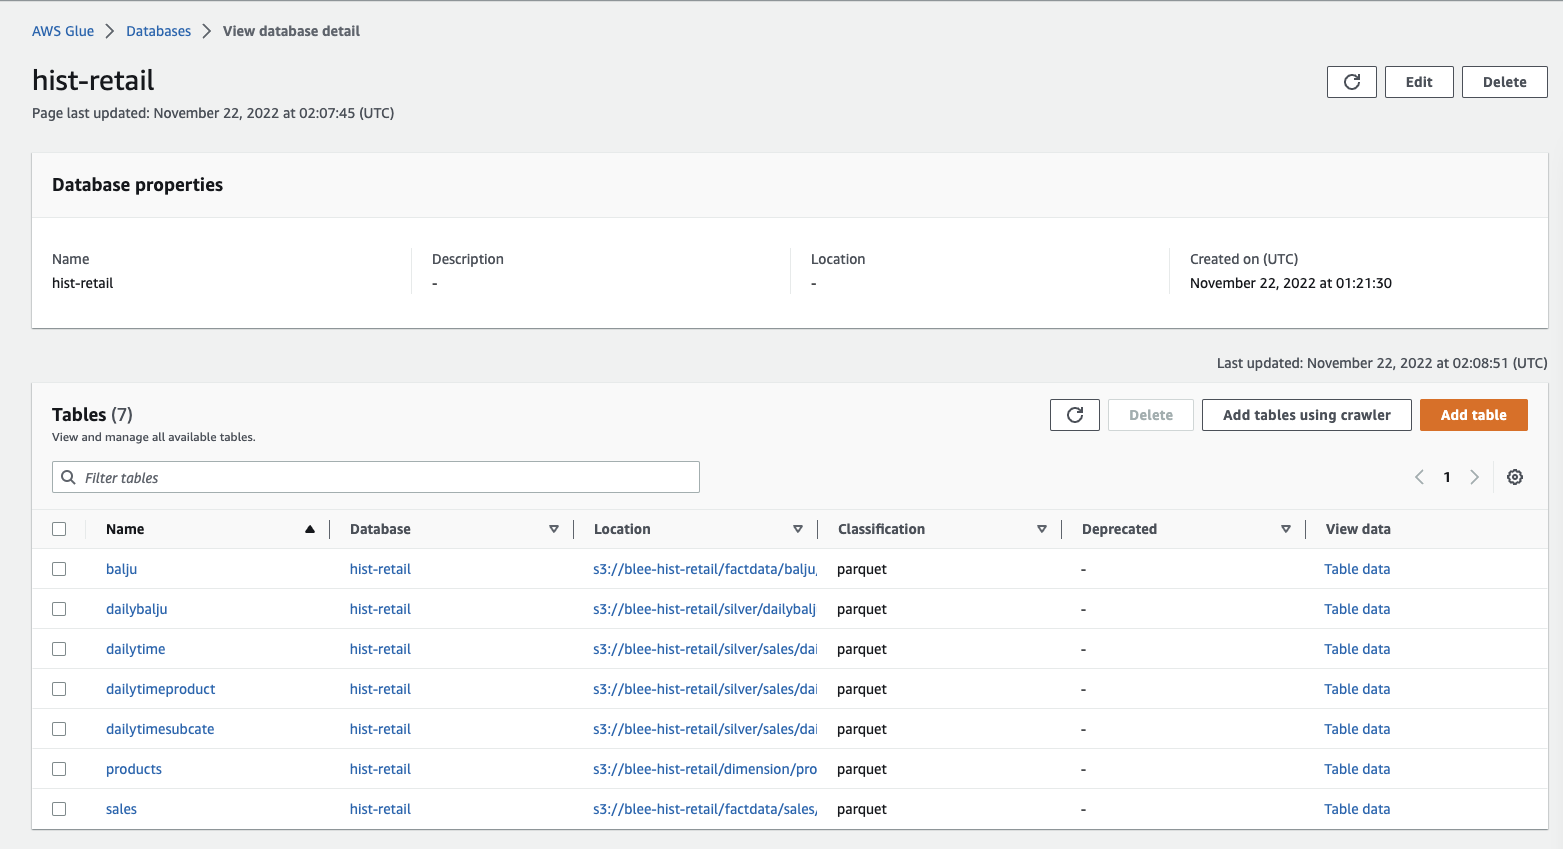 AWS Glue > Databases > View database detail
hist-retail
Refresh Edit Delete
Page last updated: November 22, 2022 at 02:07:45 (UTC)
Database properties
Name Description Location Created on (UTC)
hist-retail - - November 22, 2022 at 01:21:30
Last updated: November 22, 2022 at 02:08:51 (UTC)
Tables (7)
Delete Add tables using crawler Add table
View and manage all available tables.
Filter tables
1
Name Database Location Classification Deprecated View data
balju hist-retail s3://blee-hist-retail/factdata/balju, parquet - Table data
dailybalju hist-retail s3://blee-hist-retail/silver/dailybalj parquet - Table data
dailytime hist-retail s3://blee-hist-retail/silver/sales/dai parquet - Table data
dailytimeproduct hist-retail s3://blee-hist-retail/silver/sales/dai parquet - Table data
dailytimesubcate hist-retail s3://blee-hist-retail/silver/sales/dai parquet - Table data
products hist-retail s3://blee-hist-retail/dimension/pro parquet - Table data
sales hist-retail s3://blee-hist-retail/factdata/sales, parquet - Table data